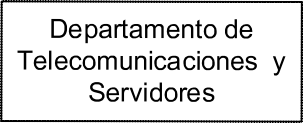 Departamento de
Telecomunicaciones y
Servidores